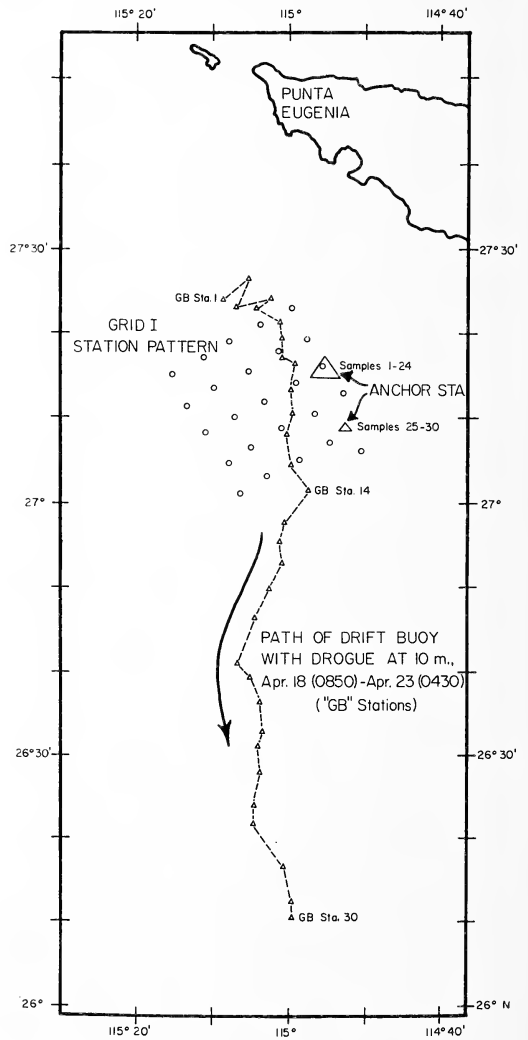 115° 20'
115°
114° 40'
PUNTA
EUGENIA
27°30'
27°30'
GB Sta. 1
GRID I
STATION PATTERN
Samples 1-24
ANCHOR STA
Samples 25-30
27°
27°
GB Sta. 14
PATH OF DRIFT BUOY
WITH DROGUE AT 10 m.,
Apr. 18 (0850)-Apr. 23 (0430)
("GB" Stations)
26°30'
26°30'
GB Sta. 30
26°
26° N
115° 20'
115°
114° 40'